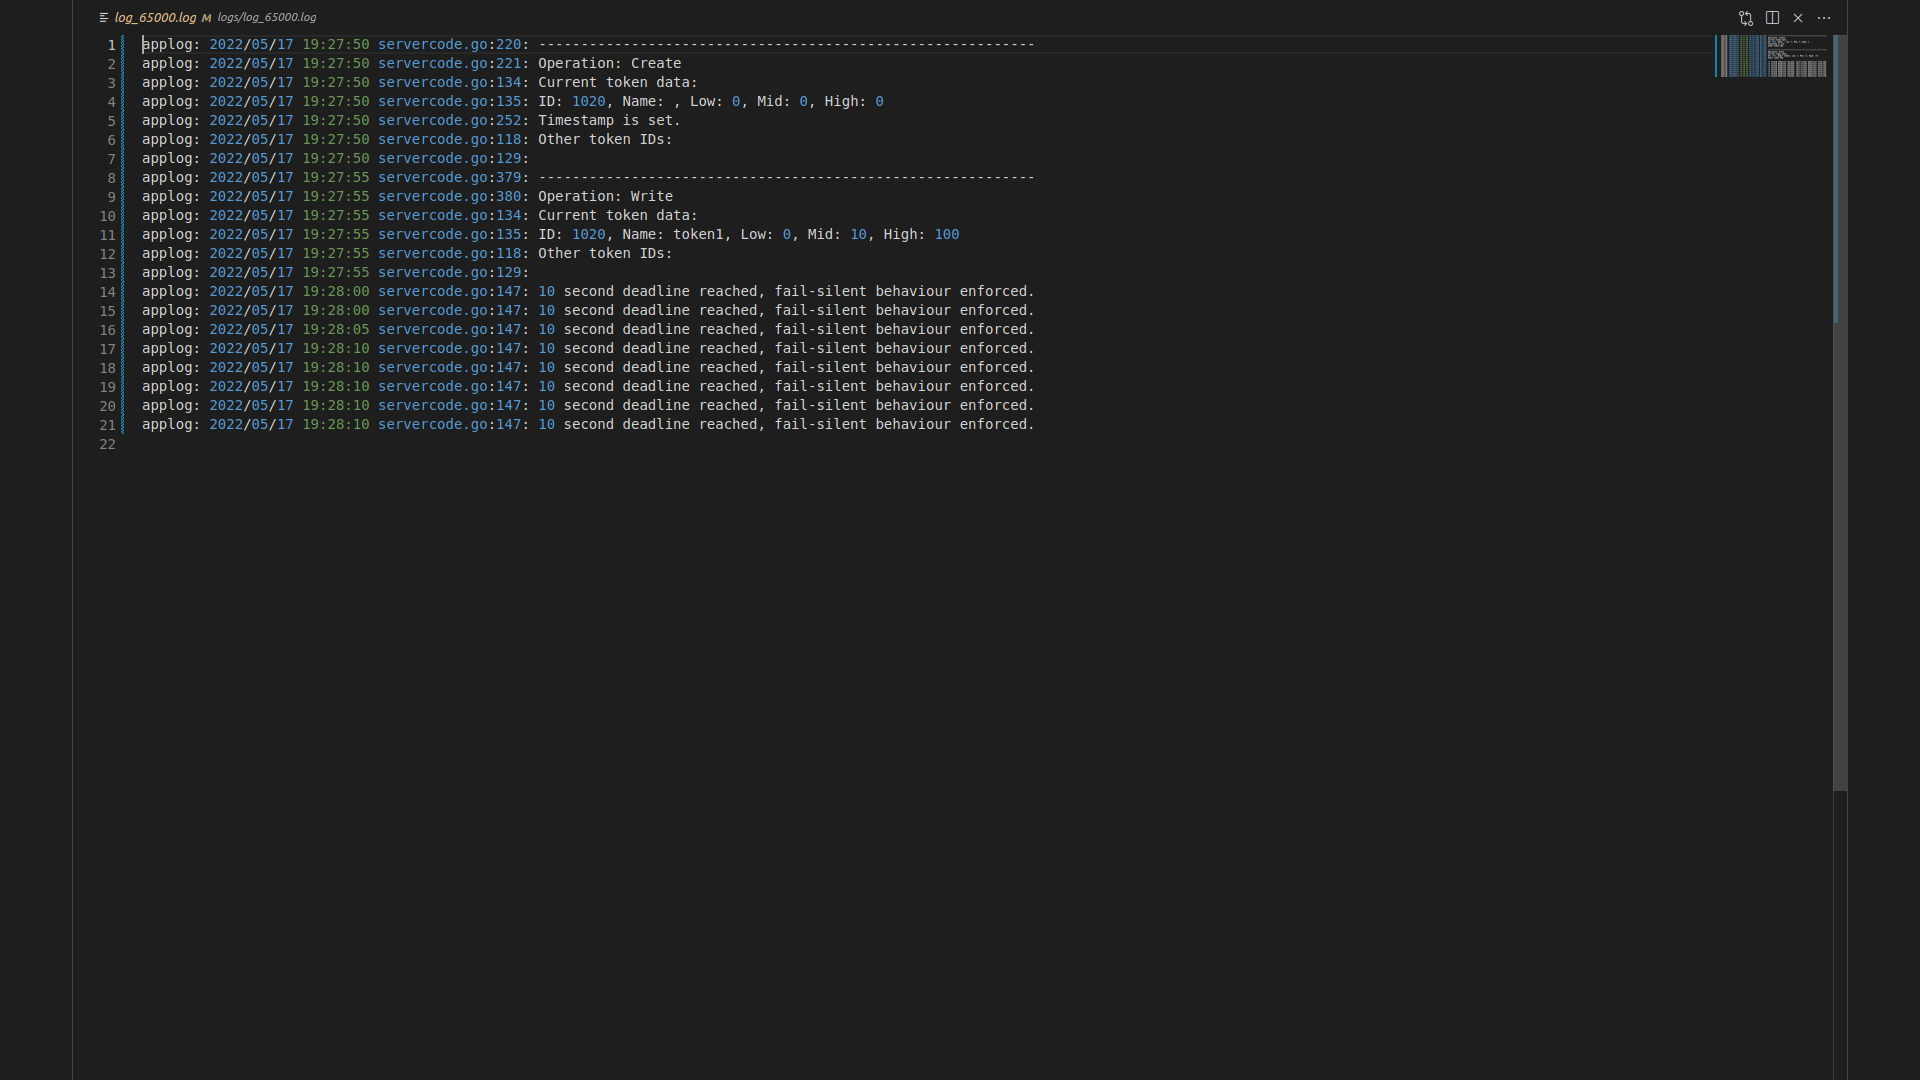 log_65000.log M logs/log_65000.log
1 applog: 2022/05/17 19:27:50 servercode.go:220: -----------------------------------------------------------
2 applog: 2022/05/17 19:27:50 servercode.go:221: Operation: Create
3 applog: 2022/05/17 19:27:50 servercode.go:134: Current token data:
4 applog: 2022/05/17 19:27:50 servercode.go:135: ID: 1020, Name: , Low: 0, Mid: 0, High: 0
5 applog: 2022/05/17 19:27:50 servercode.go:252: Timestamp is set.
6 applog: 2022/05/17 19:27:50 servercode.go:118: Other token IDs:
7 applog: 2022/05/17 19:27:50 servercode.go:129:
8 applog: 2022/05/17 19:27:55 servercode.go:379: -----------------------------------------------------------
9 applog: 2022/05/17 19:27:55 servercode.go:380: Operation: Write
10 applog: 2022/05/17 19:27:55 servercode.go:134: Current token data:
11 applog: 2022/05/17 19:27:55 servercode.go:135: ID: 1020, Name: token1, Low: 0, Mid: 10, High: 100
12 applog: 2022/05/17 19:27:55 servercode.go:118: Other token IDs:
13 applog: 2022/05/17 19:27:55 servercode.go:129:
14 applog: 2022/05/17 19:28:00 servercode.go:147: 10 second deadline reached, fail-silent behaviour enforced.
15 applog: 2022/05/17 19:28:00 servercode.go:147: 10 second deadline reached, fail-silent behaviour enforced.
16 applog: 2022/05/17 19:28:05 servercode.go:147: 10 second deadline reached, fail-silent behaviour enforced.
17 applog: 2022/05/17 19:28:10 servercode.go:147: 10 second deadline reached, fail-silent behaviour enforced.
18 applog: 2022/05/17 19:28:10 servercode.go:147: 10 second deadline reached, fail-silent behaviour enforced.
19 applog: 2022/05/17 19:28:10 servercode.go:147: 10 second deadline reached, fail-silent behaviour enforced.
20 applog: 2022/05/17 19:28:10 servercode.go:147: 10 second deadline reached, fail-silent behaviour enforced.
21 applog: 2022/05/17 19:28:10 servercode.go:147: 10 second deadline reached, fail-silent behaviour enforced.
22